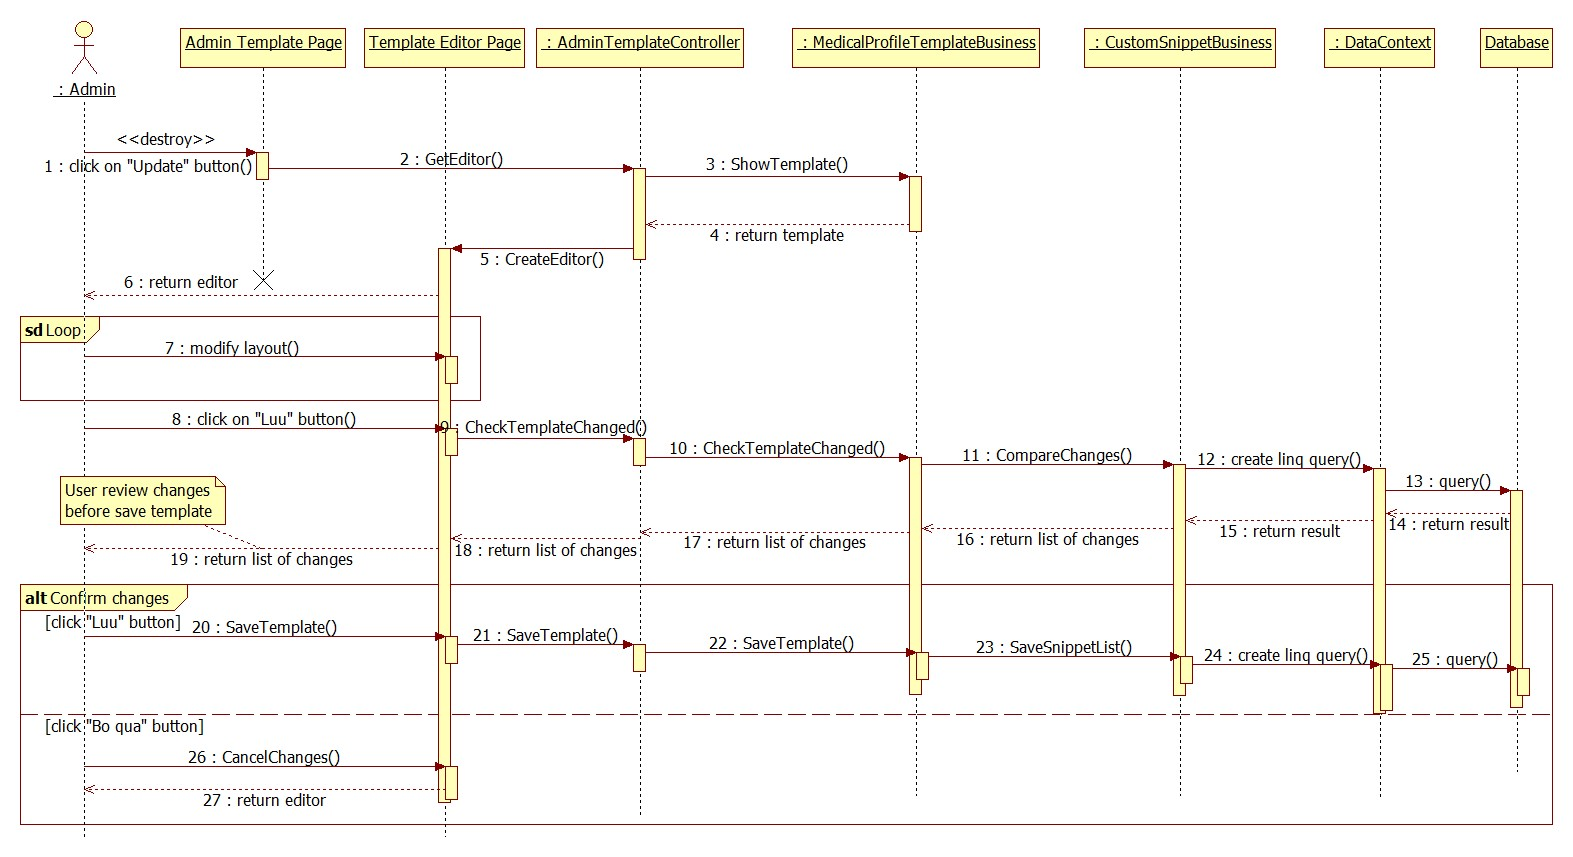 : Admin
Admin Template Page
Template Editor Page
: AdminTemplateController
: MedicalProfileTemplateBusiness
: CustomSnippetBusiness
: DataContext
Database
<<destroy>>
1 : click on "Update" button()
2 : GetEditor()
3 : ShowTemplate()
4 : return template
5 : CreateEditor()
6 : return editor
sd Loop
7 : modify layout()
8 : click on "Luu" button()
9 : CheckTemplateChanged()
10 : CheckTemplateChanged()
11 : CompareChanges()
12 : create linq query()
13 : query()
User review changes
before save template
14 : return result
15 : return result
16 : return list of changes
17 : return list of changes
18 : return list of changes
19 : return list of changes
alt Confirm changes
[click "Luu" button]
20 : SaveTemplate()
21 : SaveTemplate()
22 : SaveTemplate()
23 : SaveSnippetList()
24 : create linq query()
25 : query()
[click "Bo qua" button]
26 : CancelChanges()
27 : return editor